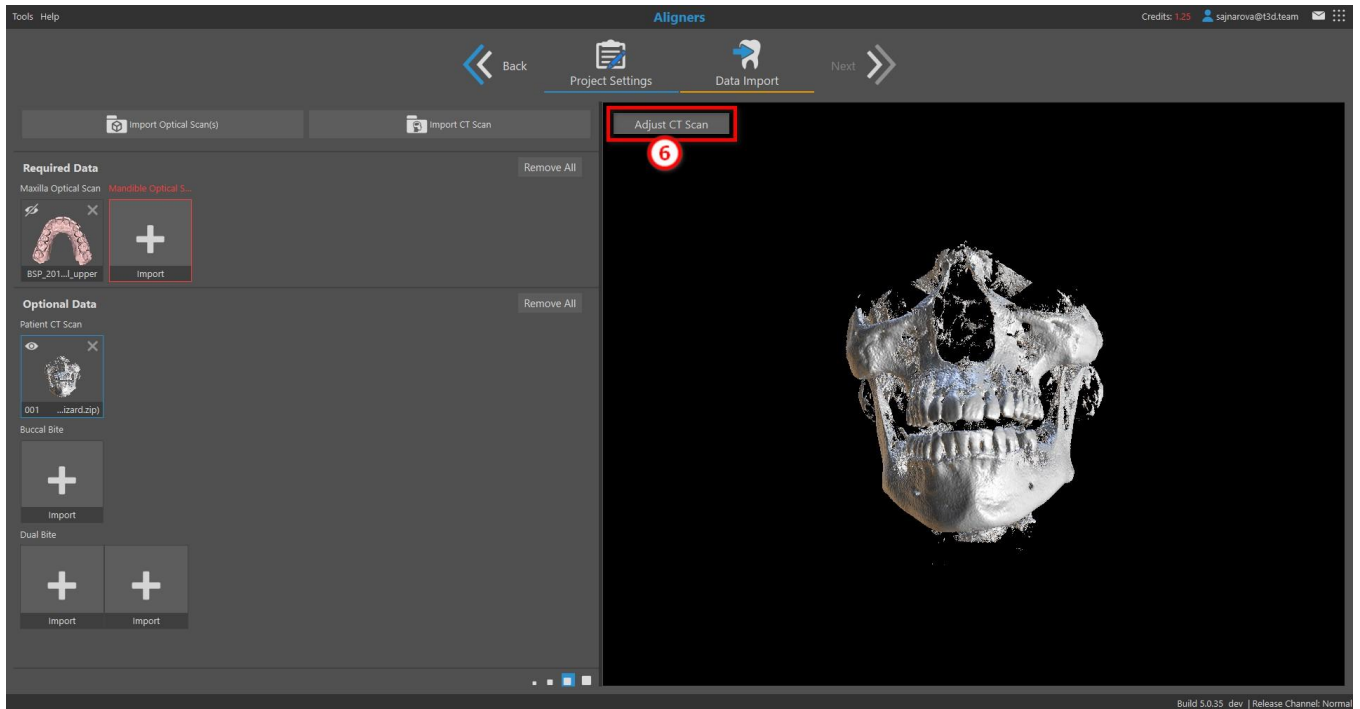 Tools Help
Aligners
Credits: 1.25 sajnarova@t3d.team
Back
Project Settings
Data Import
Next
Import Optical Scan(s)
Import CT Scan
Adjust CT Scan
6
Required Data
Remove All
Maxilla Optical Scan
Mandible Optical S...
BSP_201...l_upper
Import
Optional Data
Remove All
Patient CT Scan
001 ...izard.zip)
Buccal Bite
Import
Dual Bite
Import
Import
Build 5.0.35 dev | Release Channel: Normal